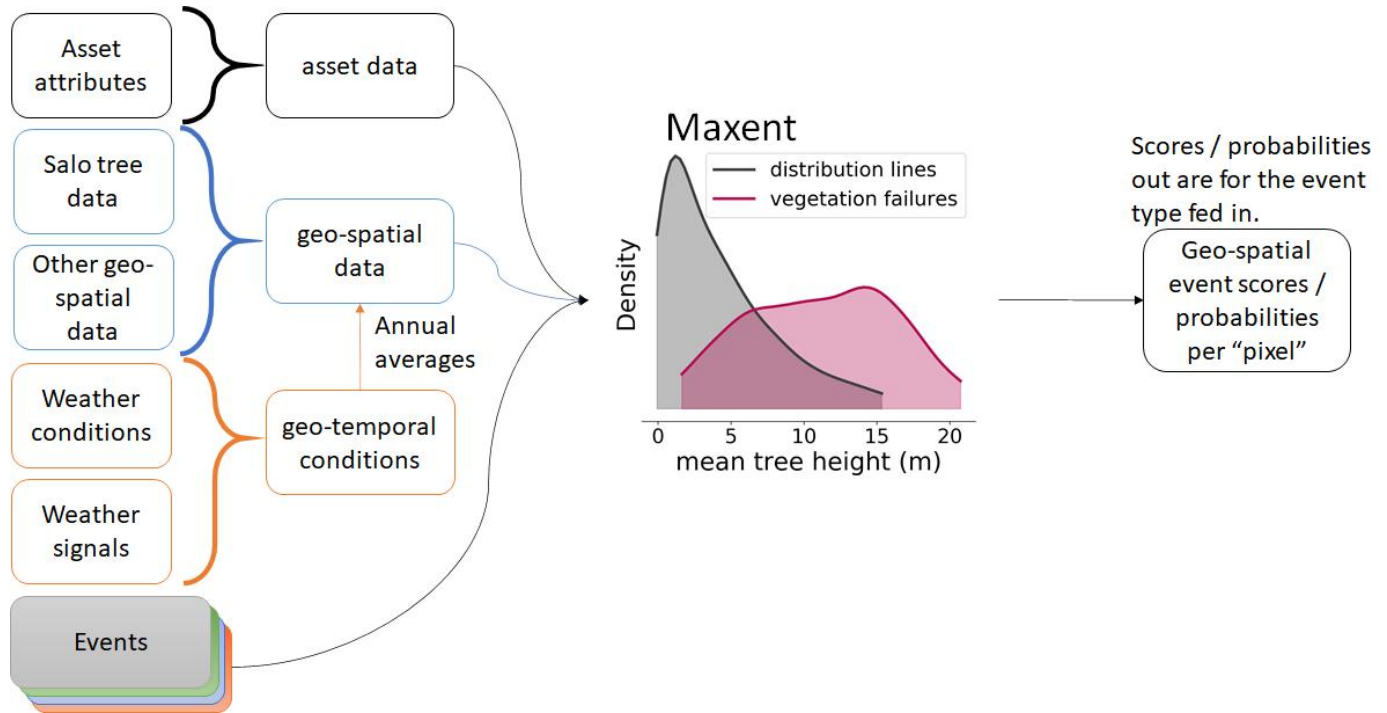 Asset
attributes
asset data
Salo tree
data
Other geo-
spatial
data
geo-spatial
data
Annual
averages
Weather
conditions
Weather
signals
geo-temporal
conditions
Events
Maxent
distribution lines
vegetation failures
Density
0 5 10 15 20
mean tree height (m)
Scores / probabilities
out are for the event
type fed in.
Geo-spatial
event scores /
probabilities
per “pixel”